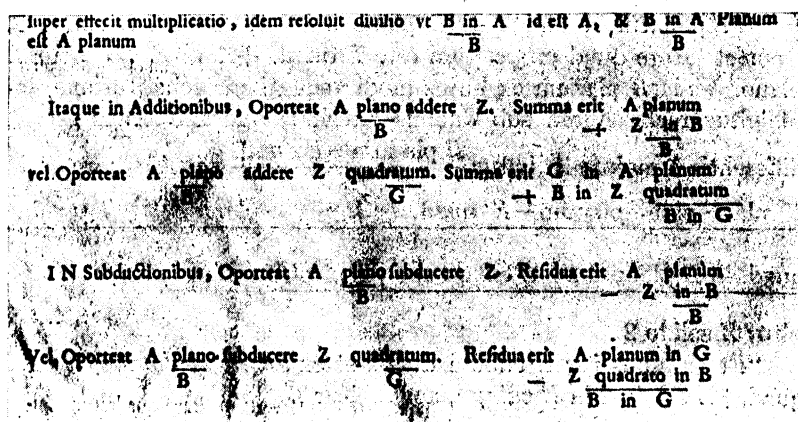 super effecit multiplicatio, idem resoluit diuisio vt B in A id est A, & B in A Planum
B B
est A planum
Itaque in Additionibus, Oporteat A plano addere Z. Summa erit A planum
B + Z in B
B
vel Oporteat A plano addere Z quadratum. Summa erit G in A planum
B G + B in Z quadratum
B in G
IN Subductionibus, Oporteat A plano subducere Z, Residua erit A planum
B — Z in B
B
Vel, Oporteat A plano subducere Z quadratum. Residua erit A planum in G
B G — Z quadrato in B
B in G